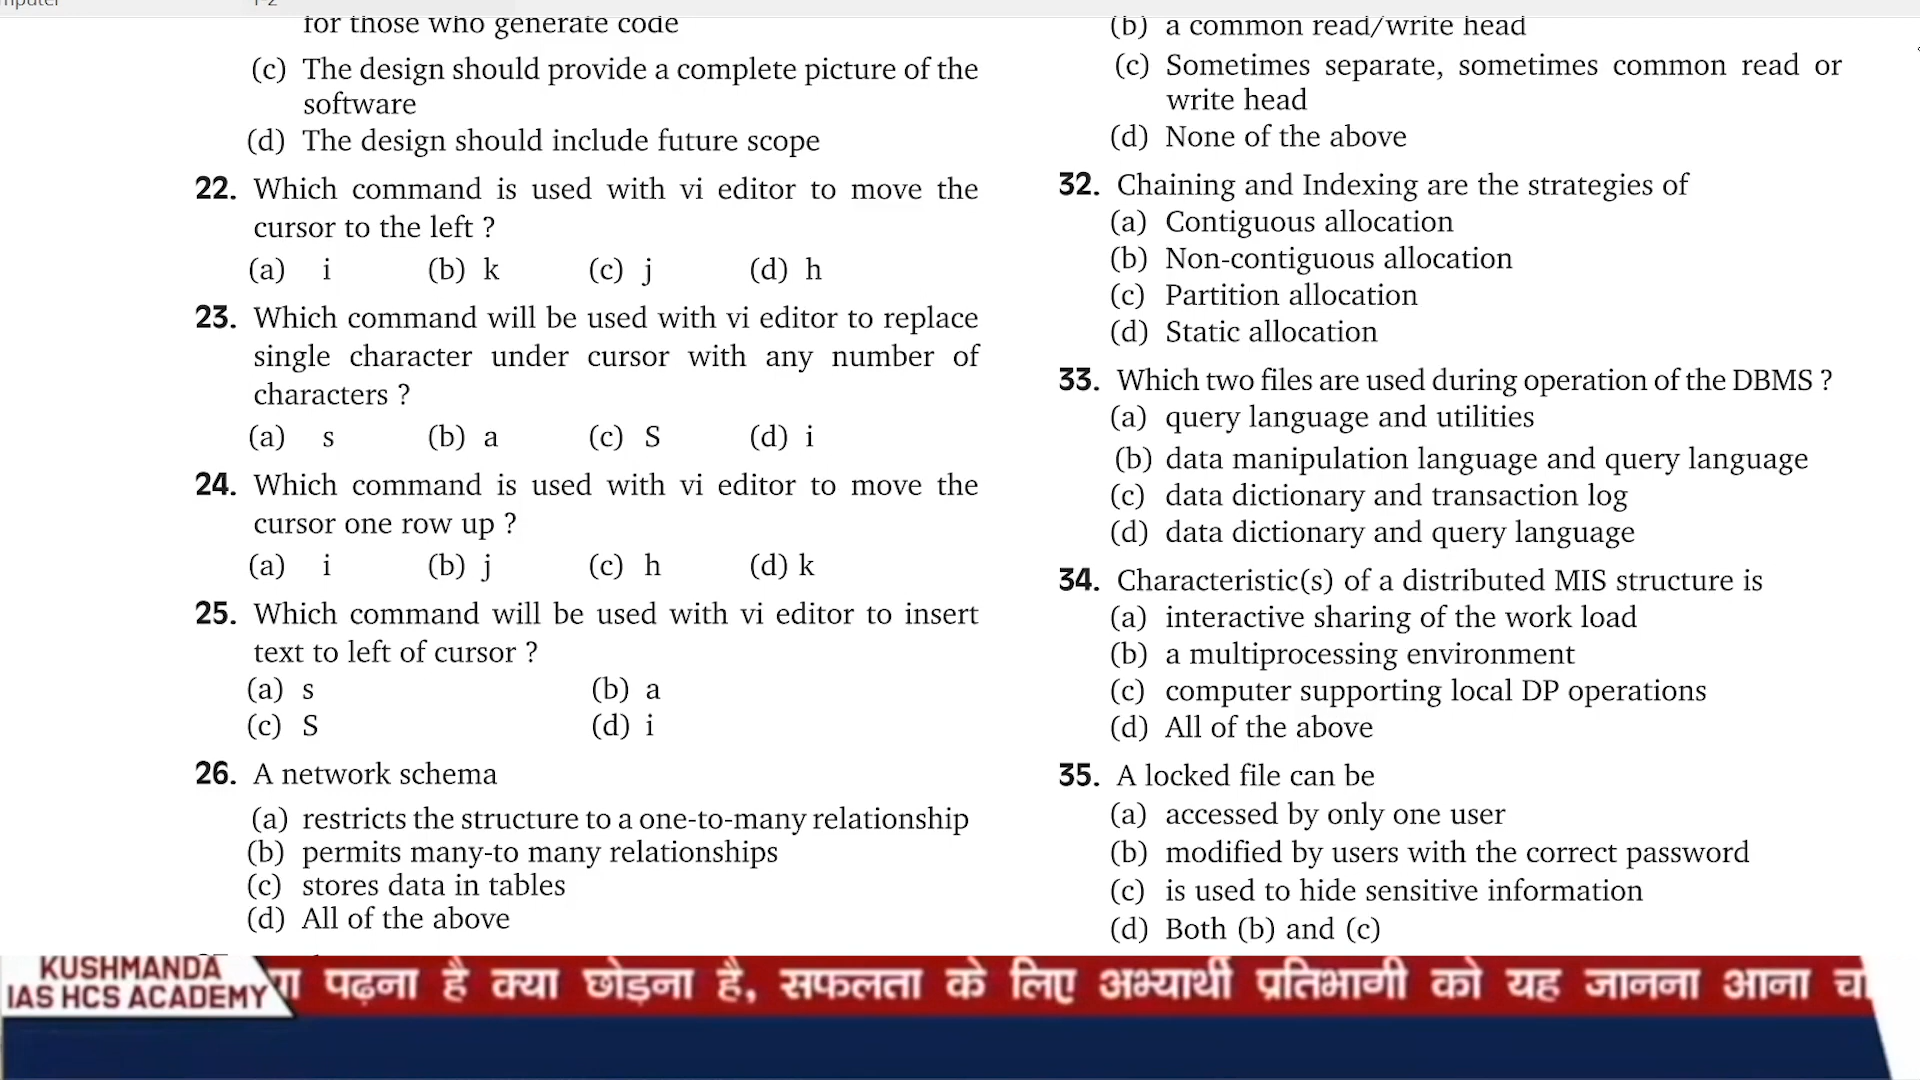 for those who generate code
(c) The design should provide a complete picture of the
software
(d) The design should include future scope
22. Which command is used with vi editor to move the
cursor to the left ?
(a) i (b) k (c) j (d) h
23. Which command will be used with vi editor to replace
single character under cursor with any number of
characters ?
(a) s (b) a (c) S (d) i
24. Which command is used with vi editor to move the
cursor one row up ?
(a) i (b) j (c) h (d) k
25. Which command will be used with vi editor to insert
text to left of cursor ?
(a) s (b) a
(c) S (d) i
26. A network schema
(a) restricts the structure to a one-to-many relationship
(b) permits many-to many relationships
(c) stores data in tables
(d) All of the above
(b) a common read/write head
(c) Sometimes separate, sometimes common read or
write head
(d) None of the above
32. Chaining and Indexing are the strategies of
(a) Contiguous allocation
(b) Non-contiguous allocation
(c) Partition allocation
(d) Static allocation
33. Which two files are used during operation of the DBMS ?
(a) query language and utilities
(b) data manipulation language and query language
(c) data dictionary and transaction log
(d) data dictionary and query language
34. Characteristic(s) of a distributed MIS structure is
(a) interactive sharing of the work load
(b) a multiprocessing environment
(c) computer supporting local DP operations
(d) All of the above
35. A locked file can be
(a) accessed by only one user
(b) modified by users with the correct password
(c) is used to hide sensitive information
(d) Both (b) and (c)
KUSHMANDA
IAS HCS ACADEMY
पढ़ना है क्या छोड़ना है, सफलता के लिए अभ्यार्थी प्रतिभागी को यह जानना आना